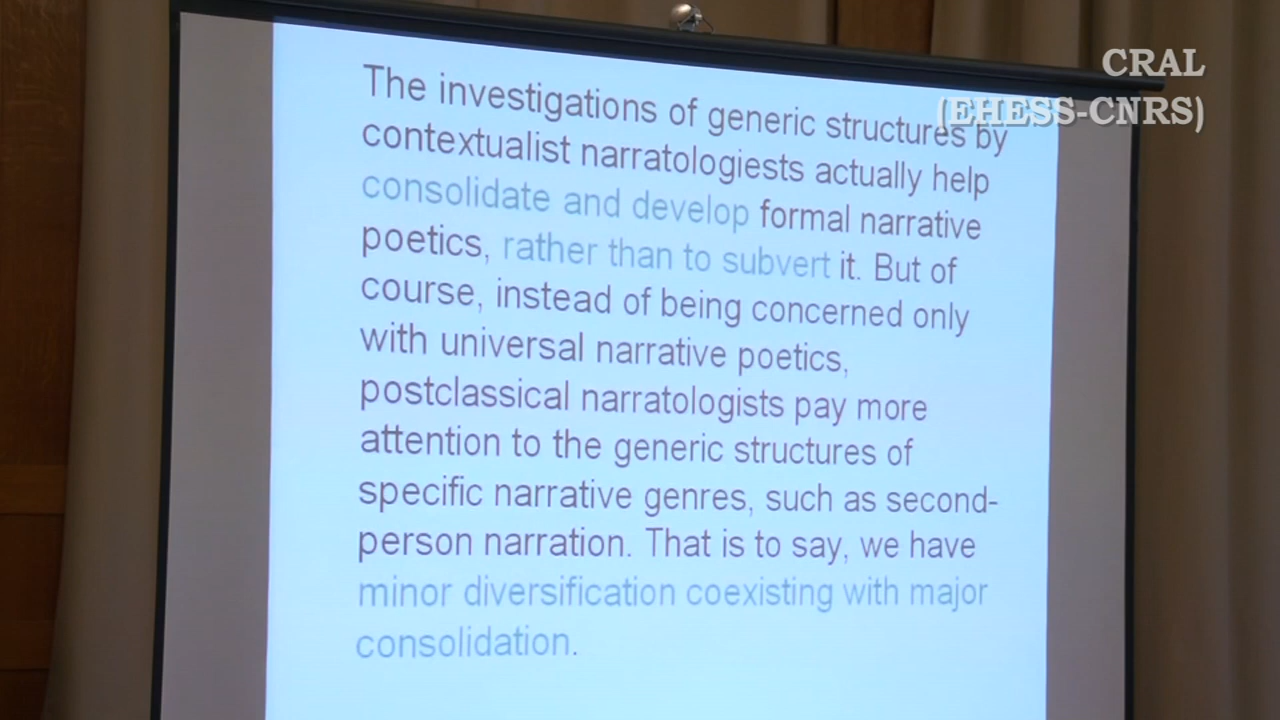 CRAL
(EHESS-CNRS)
The investigations of generic structures by
contextualist narratologiests actually help
consolidate and develop formal narrative
poetics, rather than to subvert it. But of
course, instead of being concerned only
with universal narrative poetics,
postclassical narratologists pay more
attention to the generic structures of
specific narrative genres, such as second-
person narration. That is to say, we have
minor diversification coexisting with major
consolidation.